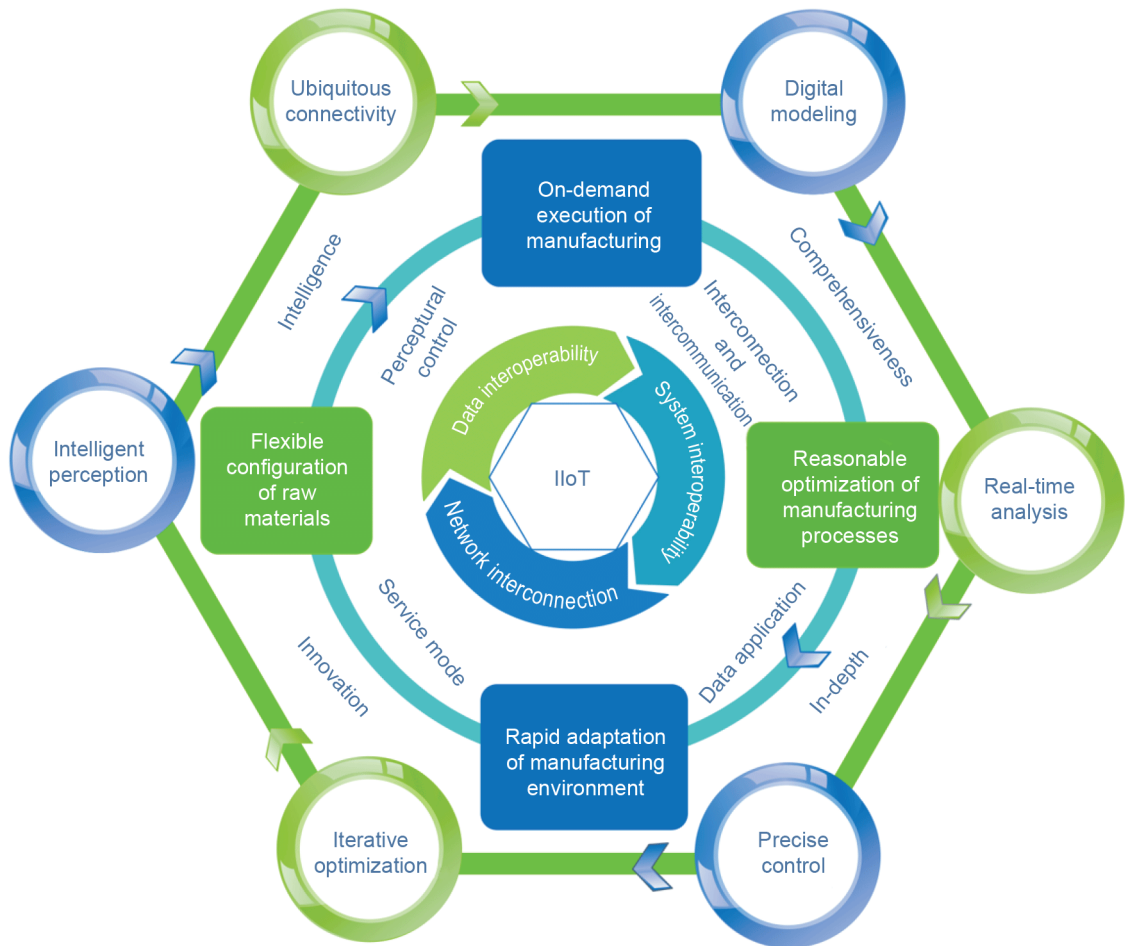 Ubiquitous
connectivity
Digital
modeling
On-demand
execution of
manufacturing
Intelligence
Perceptural
control
Interconnection
and
intercommunication
Comprehensiveness
Data interoperability
System interoperability
Network interconnection
IIoT
Intelligent
perception
Flexible
configuration
of raw
materials
Reasonable
optimization of
manufacturing
processes
Real-time
analysis
Service mode
Innovation
Data application
In-depth
Rapid adaptation
of manufacturing
environment
Iterative
optimization
Precise
control